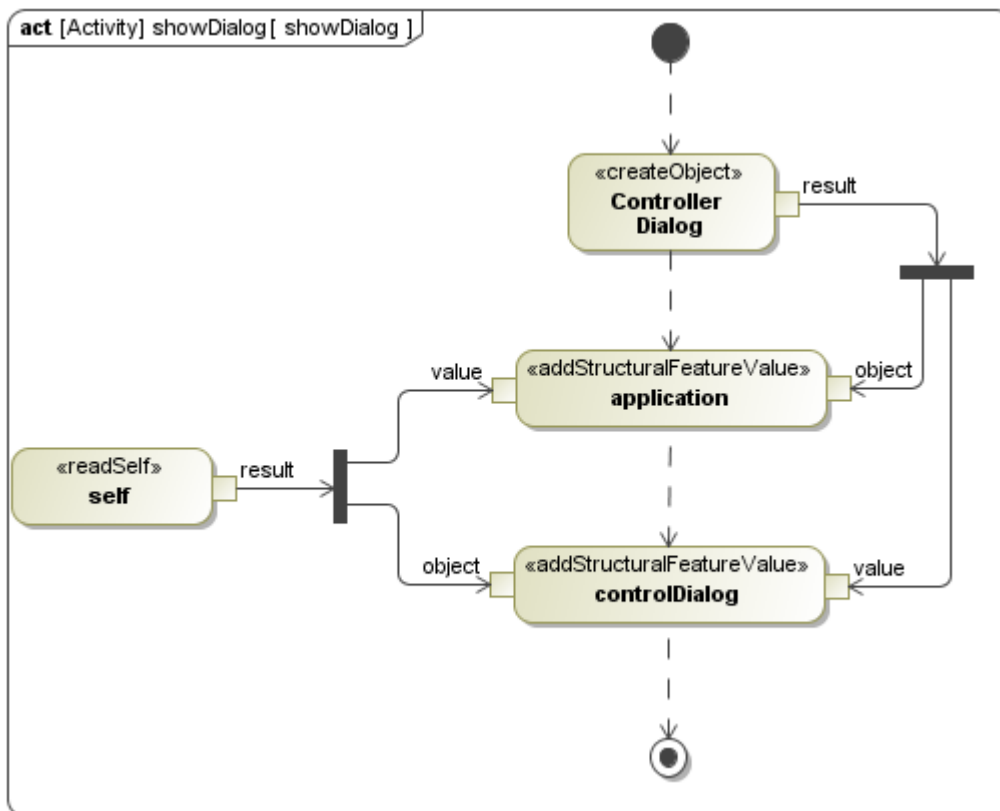 act [Activity] showDialog[ showDialog ]
«createObject»
Controller
Dialog
result
«addStructuralFeatureValue»
application
value
object
«readSelf»
self
result
«addStructuralFeatureValue»
controlDialog
object
value